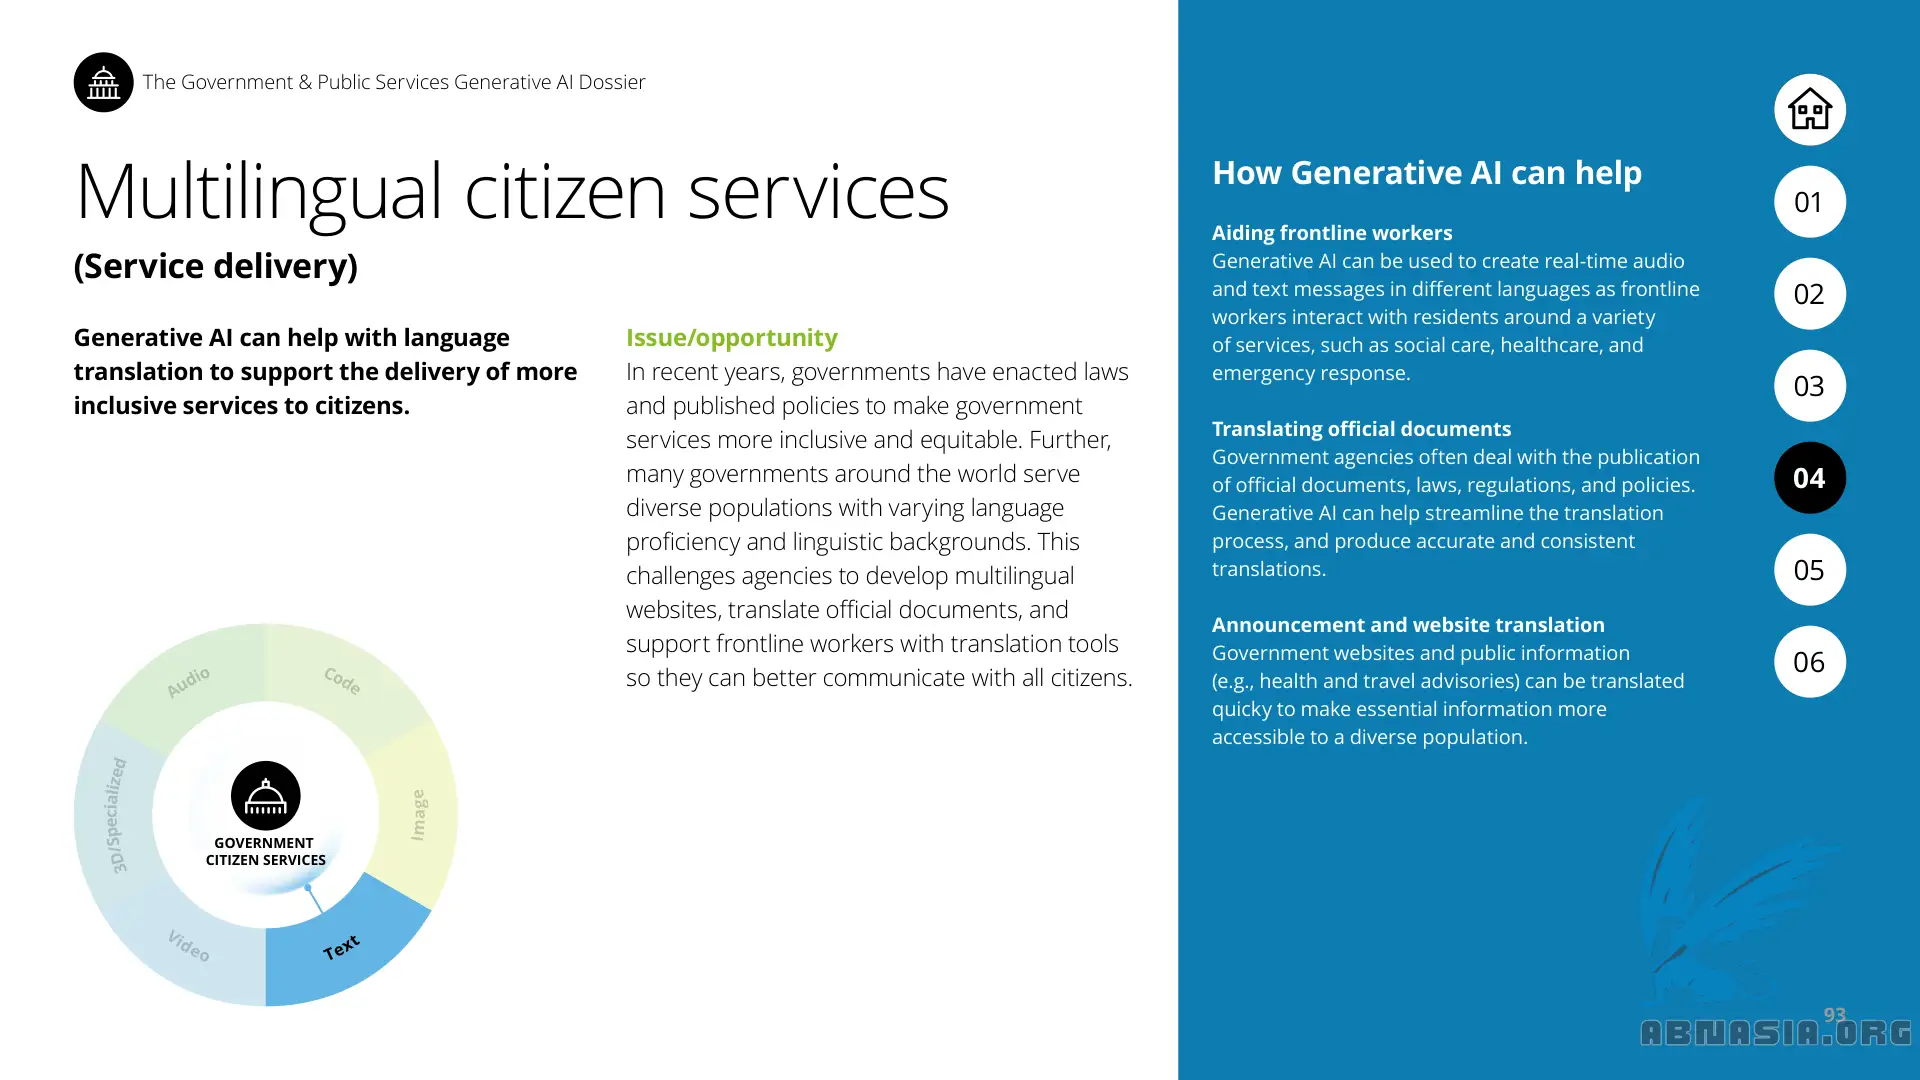 The Government & Public Services Generative AI Dossier
Multilingual citizen services
(Service delivery)
Generative AI can help with language
translation to support the delivery of more
inclusive services to citizens.
Issue/opportunity
In recent years, governments have enacted laws
and published policies to make government
services more inclusive and equitable. Further,
many governments around the world serve
diverse populations with varying language
proficiency and linguistic backgrounds. This
challenges agencies to develop multilingual
websites, translate official documents, and
support frontline workers with translation tools
so they can better communicate with all citizens.
Audio
Code
3D/Specialized
Image
GOVERNMENT
CITIZEN SERVICES
Video
Text
How Generative AI can help
Aiding frontline workers
Generative AI can be used to create real-time audio
and text messages in different languages as frontline
workers interact with residents around a variety
of services, such as social care, healthcare, and
emergency response.
Translating official documents
Government agencies often deal with the publication
of official documents, laws, regulations, and policies.
Generative AI can help streamline the translation
process, and produce accurate and consistent
translations.
Announcement and website translation
Government websites and public information
(e.g., health and travel advisories) can be translated
quicky to make essential information more
accessible to a diverse population.
01
02
03
04
05
06
93
ABNASIA.ORG